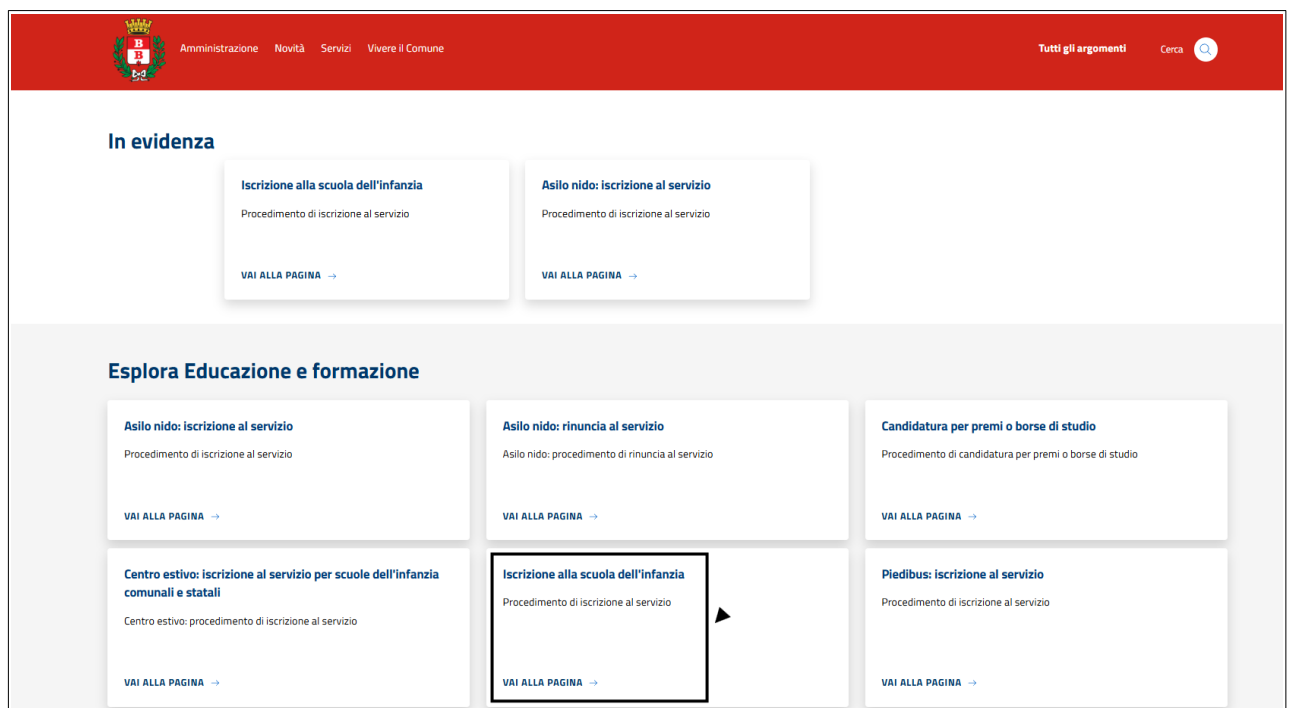 B
B
A
Amministrazione Novità Servizi Vivere il Comune
Tutti gli argomenti Cerca
In evidenza
Iscrizione alla scuola dell'infanzia
Procedimento di iscrizione al servizio
VAI ALLA PAGINA →
Asilo nido: iscrizione al servizio
Procedimento di iscrizione al servizio
VAI ALLA PAGINA →
Esplora Educazione e formazione
Asilo nido: iscrizione al servizio
Procedimento di iscrizione al servizio
VAI ALLA PAGINA →
Asilo nido: rinuncia al servizio
Asilo nido: procedimento di rinuncia al servizio
VAI ALLA PAGINA →
Candidatura per premi o borse di studio
Procedimento di candidatura per premi o borse di studio
VAI ALLA PAGINA →
Centro estivo: iscrizione al servizio per scuole dell'infanzia
comunali e statali
Centro estivo: procedimento di iscrizione al servizio
VAI ALLA PAGINA →
Iscrizione alla scuola dell'infanzia
Procedimento di iscrizione al servizio
VAI ALLA PAGINA →
Piedibus: iscrizione al servizio
Procedimento di iscrizione al servizio
VAI ALLA PAGINA →